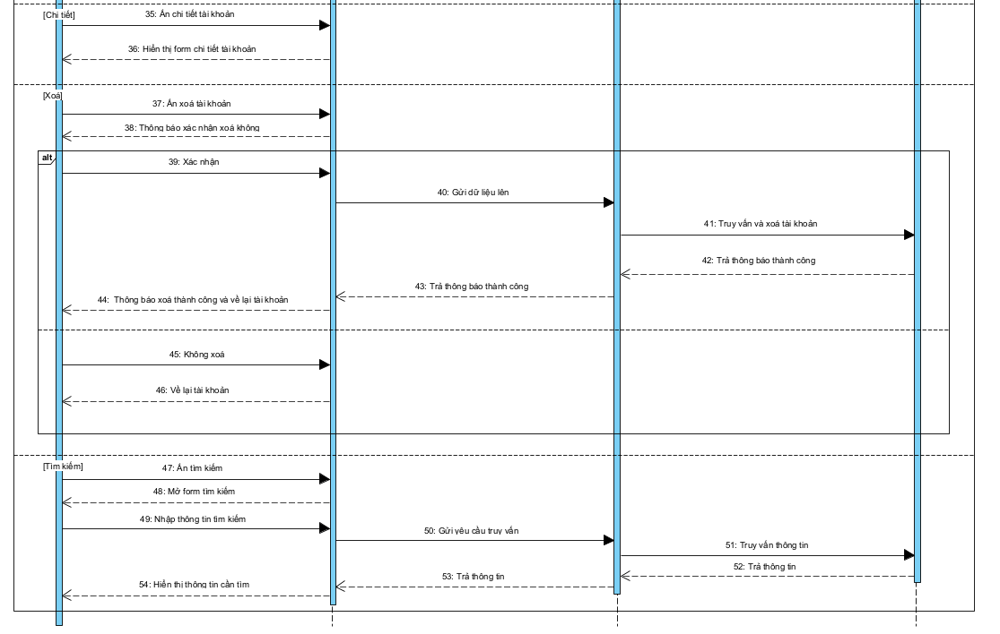 [Chi tiết]
35: Ấn chi tiết tài khoản
36: Hiển thị form chi tiết tài khoản
[Xoá]
37: Ấn xoá tài khoản
38: Thông báo xác nhận xoá không
alt
39: Xác nhận
40: Gửi dữ liệu lên
41: Truy vấn và xoá tài khoản
42: Trả thông báo thành công
43: Trả thông báo thành công
44: Thông báo xoá thành công và về lại tài khoản
45: Không xoá
46: Về lại tài khoản
[Tìm kiếm]
47: Ấn tìm kiếm
48: Mở form tìm kiếm
49: Nhập thông tin tìm kiếm
50: Gửi yêu cầu truy vấn
51: Truy vấn thông tin
52: Trả thông tin
53: Trả thông tin
54: Hiển thị thông tin cần tìm